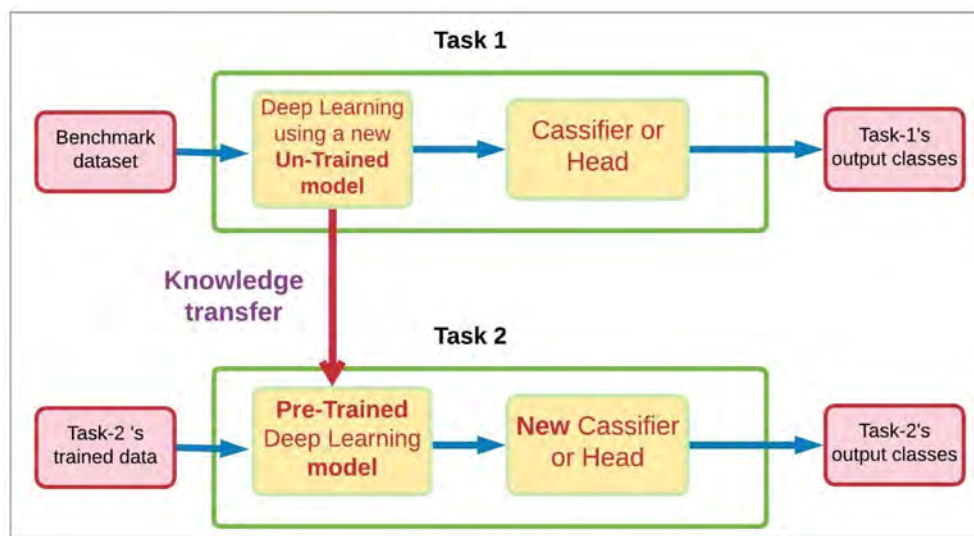 Task 1
Benchmark
dataset
Deep Learning
using a new
Un-Trained
model
Cassifier or
Head
Task-1's
output classes
Knowledge
transfer
Task 2
Task-2 's
trained data
Pre-Trained
Deep Learning
model
New Cassifier
or Head
Task-2's
output classes